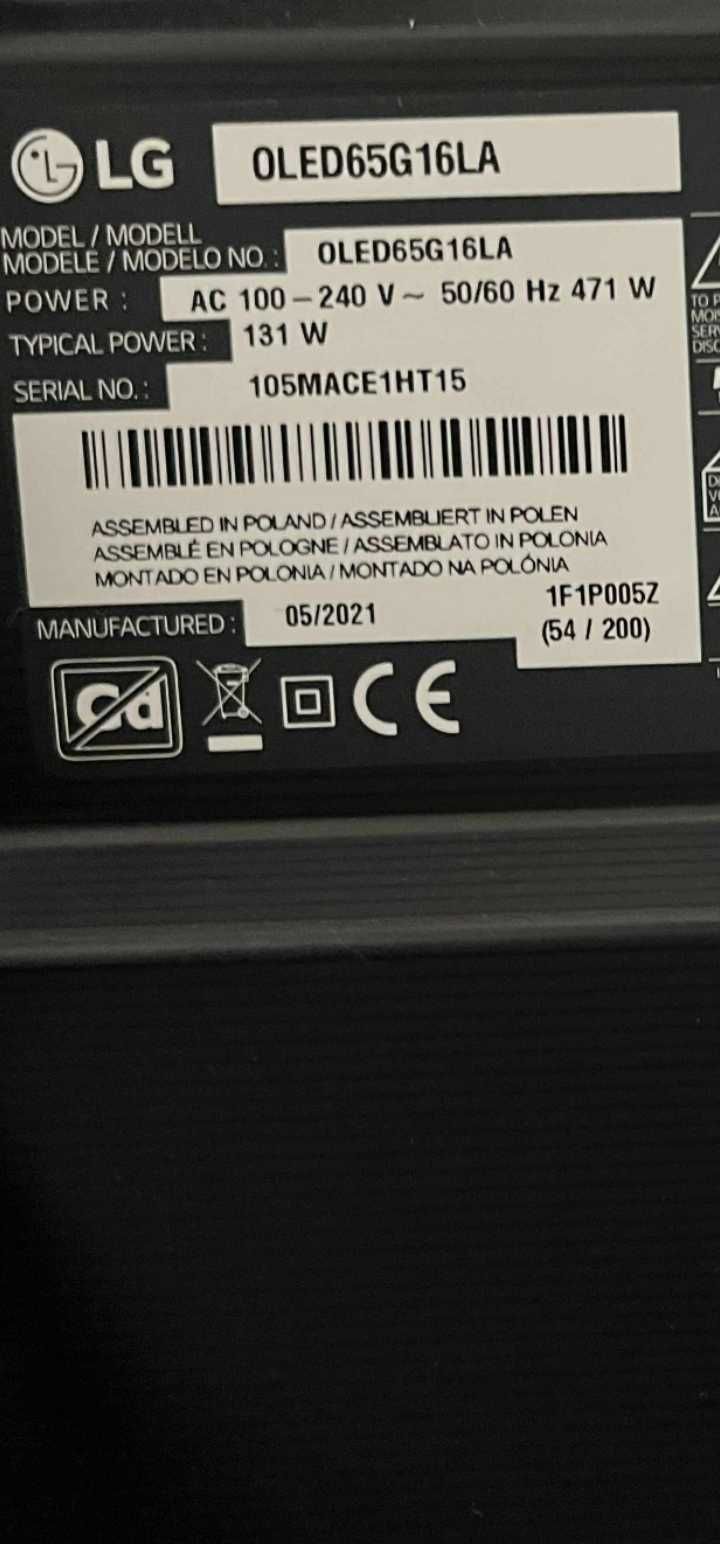 LG OLED65G16LA
MODEL / MODELL
MODÈLE / MODELO NO. : OLED65G16LA
POWER : AC 100 – 240 V ~ 50/60 Hz 471 W
TYPICAL POWER : 131 W
SERIAL NO. : 105MACE1HT15
ASSEMBLED IN POLAND / ASSEMBLIERT IN POLEN
ASSEMBLÉ EN POLOGNE / ASSEMBLATO IN POLONIA
MONTADO EN POLONIA / MONTADO NA POLÓNIA
MANUFACTURED : 05/2021
1F1P005Z
(54 / 200)
Cd
CE
TO